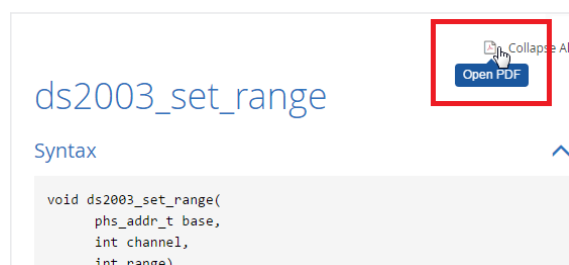 Collapse Al
Open PDF
ds2003_set_range
Syntax
void ds2003_set_range(
phs_addr_t base,
int channel,
int range)